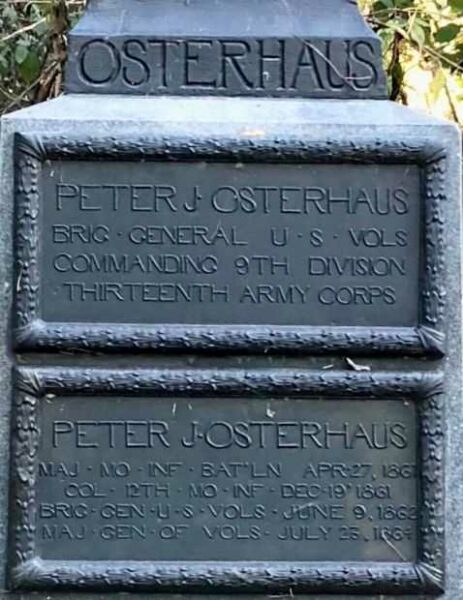 OSTERHAUS
PETER J. OSTERHAUS
BRIG · GENERAL U · S · VOLS
COMMANDING 9TH DIVISION
THIRTEENTH ARMY CORPS
PETER J · OSTERHAUS
MAJ · MO · INF · BAT'LN APR · 27, 1861
COL · 12TH · MO · INF · DEC · 19, 1861
BRIG · GEN · U · S · VOLS · JUNE 9, 1862
MAJ · GEN · OF VOLS · JULY 23, 1864